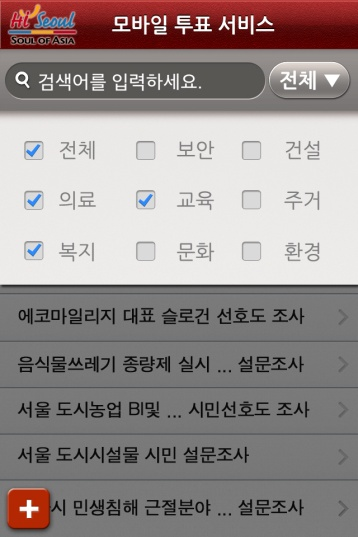 Hi Seoul
SOUL OF ASIA
모바일 투표 서비스
검색어를 입력하세요.
전체 ▼
전체 보안 건설
의료 교육 주거
복지 문화 환경
에코마일리지 대표 슬로건 선호도 조사
음식물쓰레기 종량제 실시 ... 설문조사
서울 도시농업 BI및 ... 시민선호도 조사
서울 도시시설물 시민 설문조사
시 민생침해 근절분야 ... 설문조사